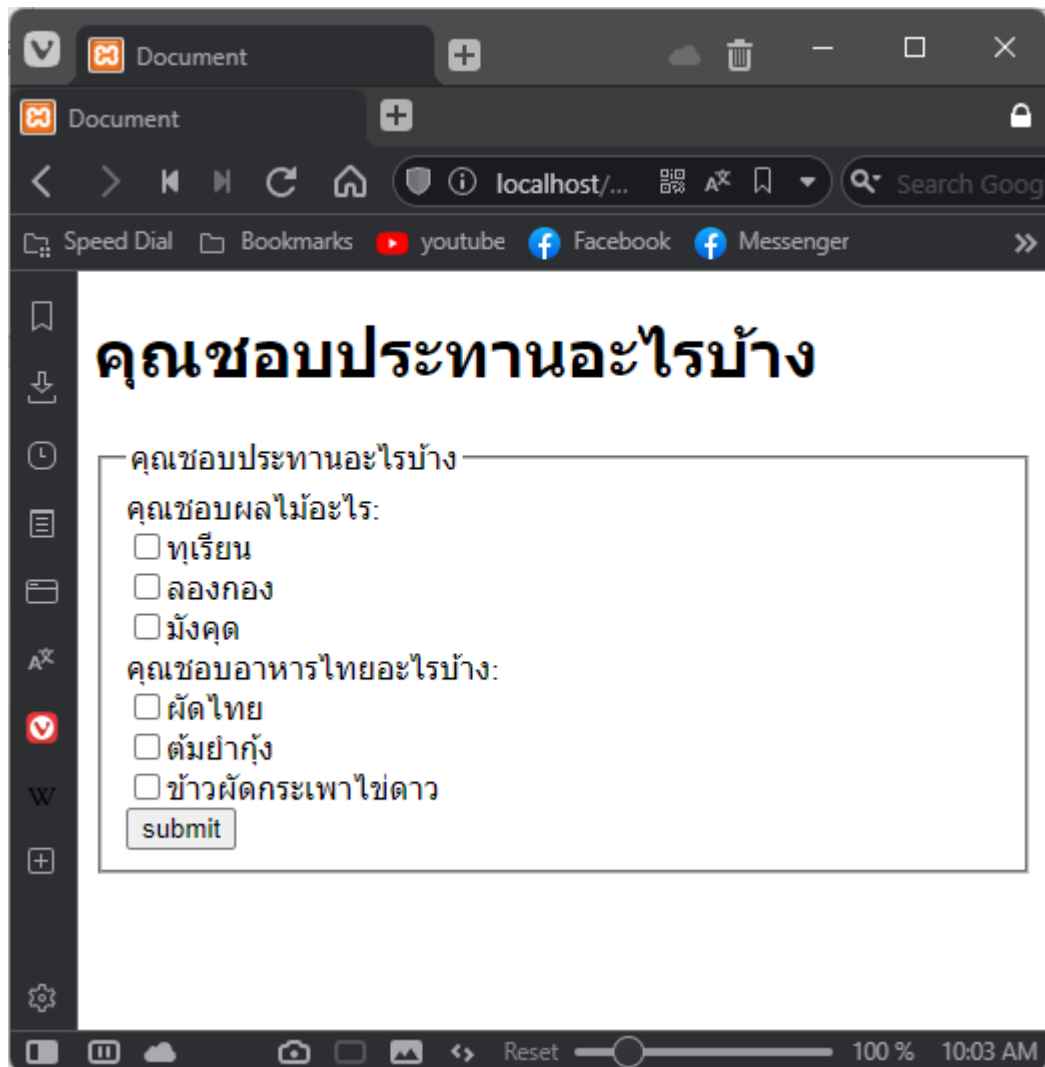 Document
Document
localhost/... Search Goog
Speed Dial Bookmarks youtube Facebook Messenger
คุณชอบประทานอะไรบ้าง
คุณชอบประทานอะไรบ้าง
คุณชอบผลไม้อะไร:
ทุเรียน
ลองกอง
มังคุด
คุณชอบอาหารไทยอะไรบ้าง:
ผัดไทย
ต้มยำกุ้ง
ข้าวผัดกระเพาไข่ดาว
submit
W
Reset 100 % 10:03 AM